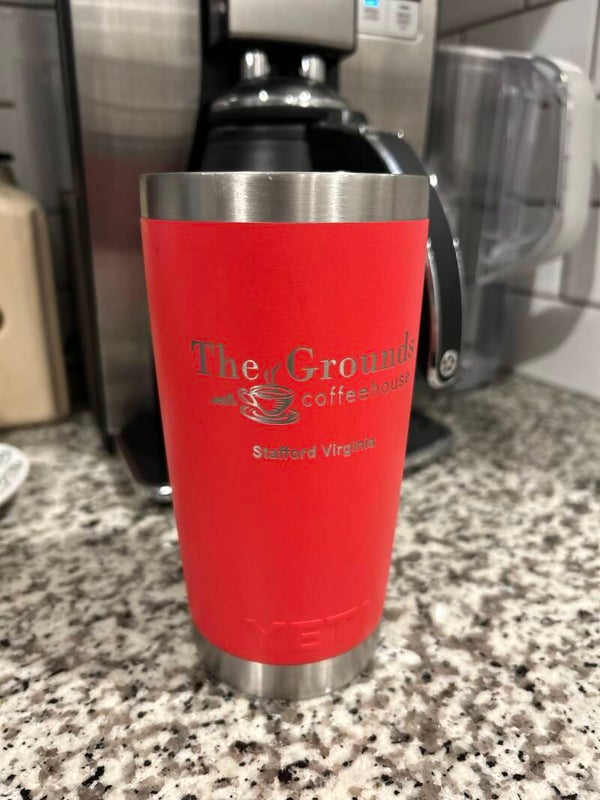 The Grounds
coffeehouse
Stafford Virginia
YETI